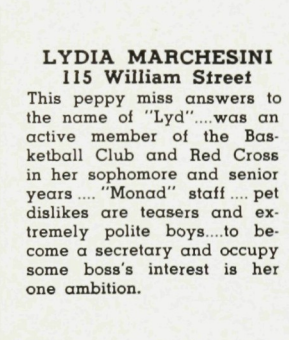 LYDIA MARCHESINI
115 William Street
This peppy miss answers to
the name of "Lyd"....was an
active member of the Bas-
ketball Club and Red Cross
in her sophomore and senior
years .... "Monad" staff .... pet
dislikes are teasers and ex-
tremely polite boys....to be-
come a secretary and occupy
some boss's interest is her
one ambition.